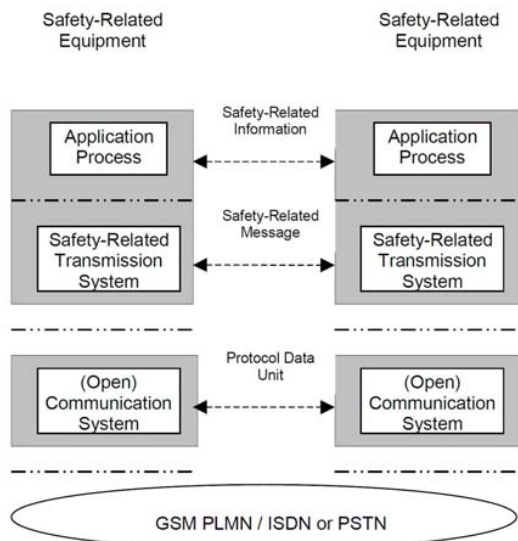 Safety-Related
Equipment
Safety-Related
Equipment
Application
Process
Safety-Related
Information
Application
Process
Safety-Related
Transmission
System
Safety-Related
Message
Safety-Related
Transmission
System
(Open)
Communication
System
Protocol Data
Unit
(Open)
Communication
System
GSM PLMN / ISDN or PSTN